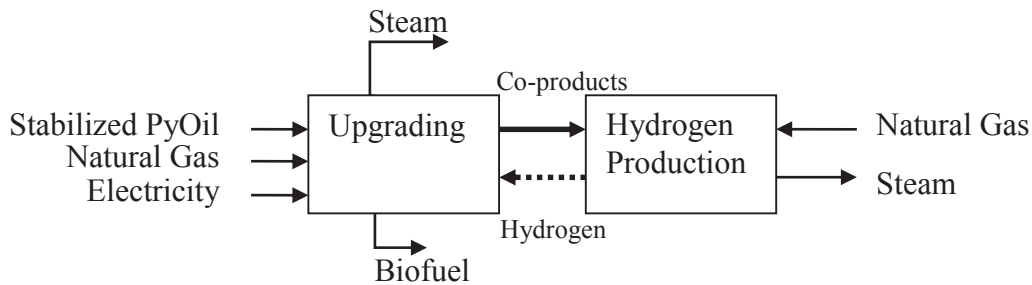 Steam
Co-products
Stabilized PyOil
Natural Gas
Electricity
Upgrading
Hydrogen
Production
Natural Gas
Steam
Hydrogen
Biofuel